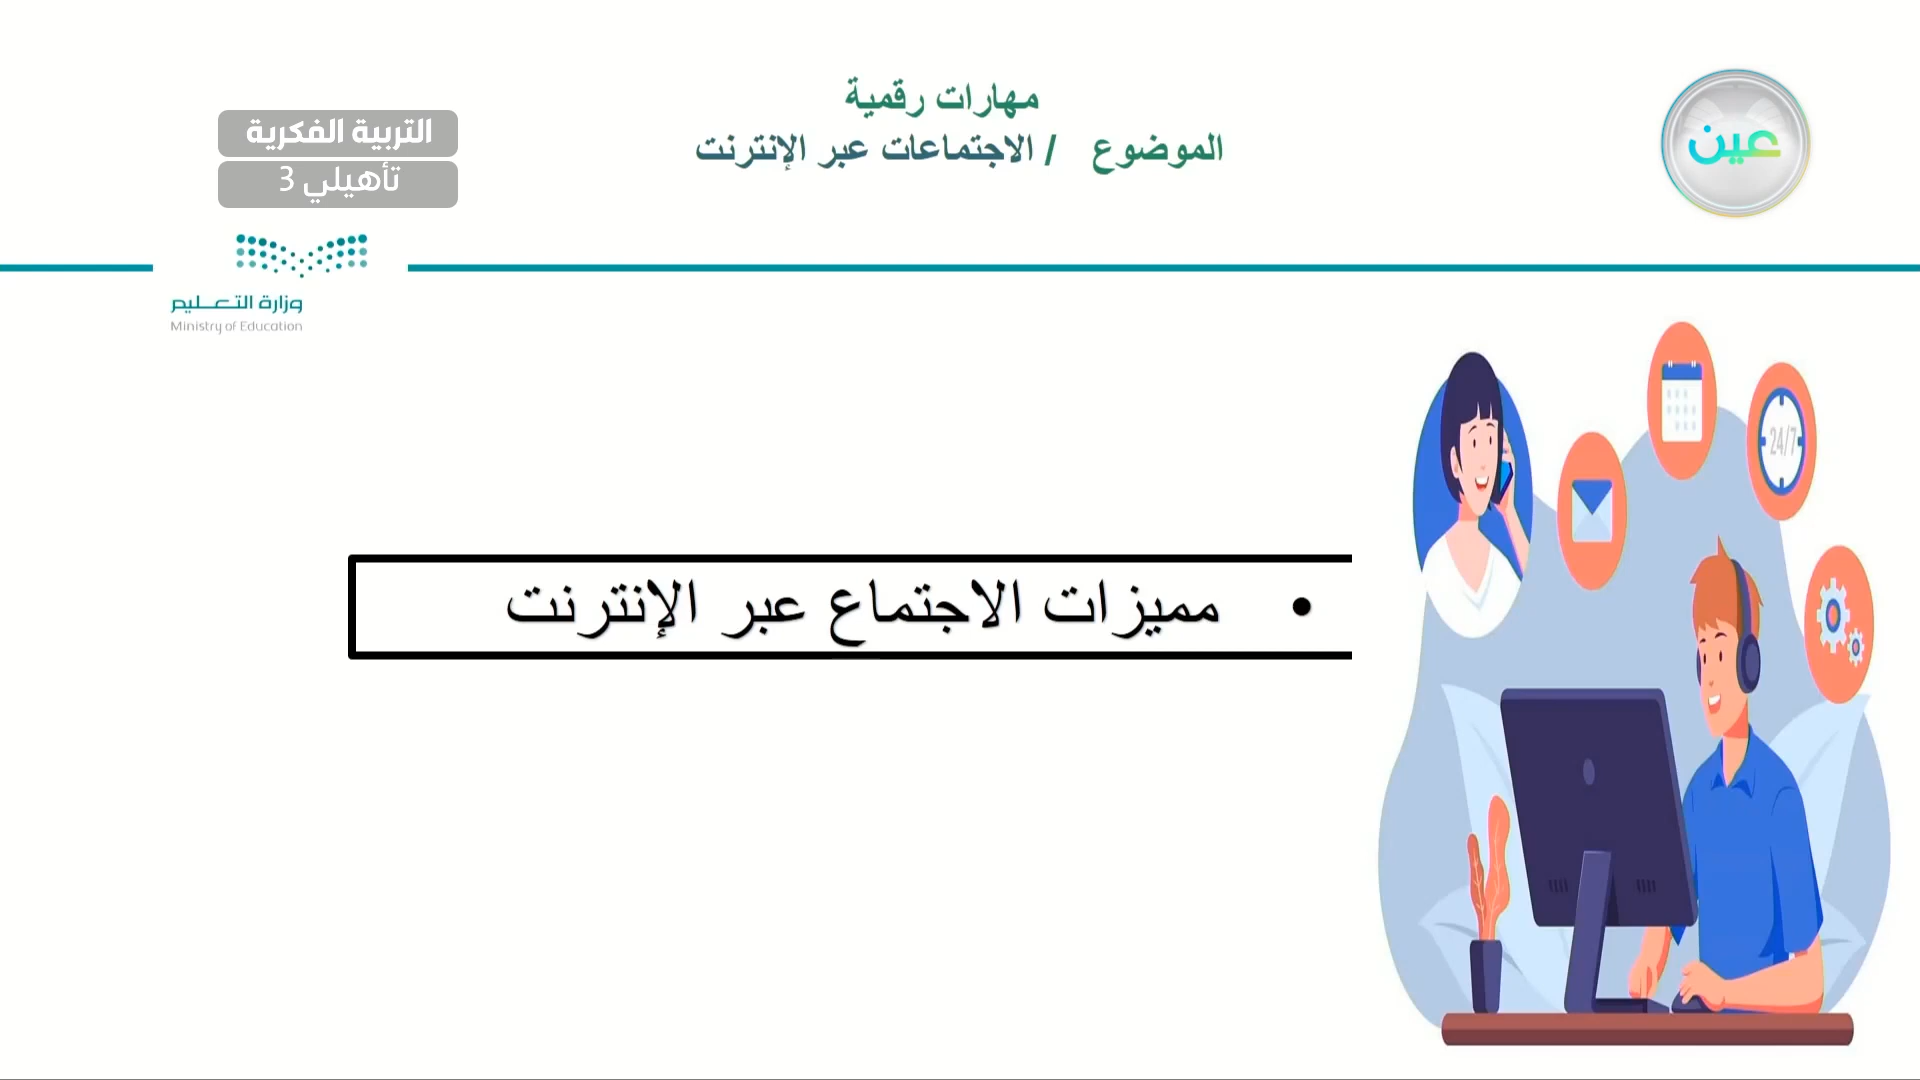 مهارات رقمية
الموضوع / الاجتماعات عبر الإنترنت
عين
التربية الفكرية
تأهيلي 3
وزارة التعليم
Ministry of Education
24/7
• مميزات الاجتماع عبر الإنترنت